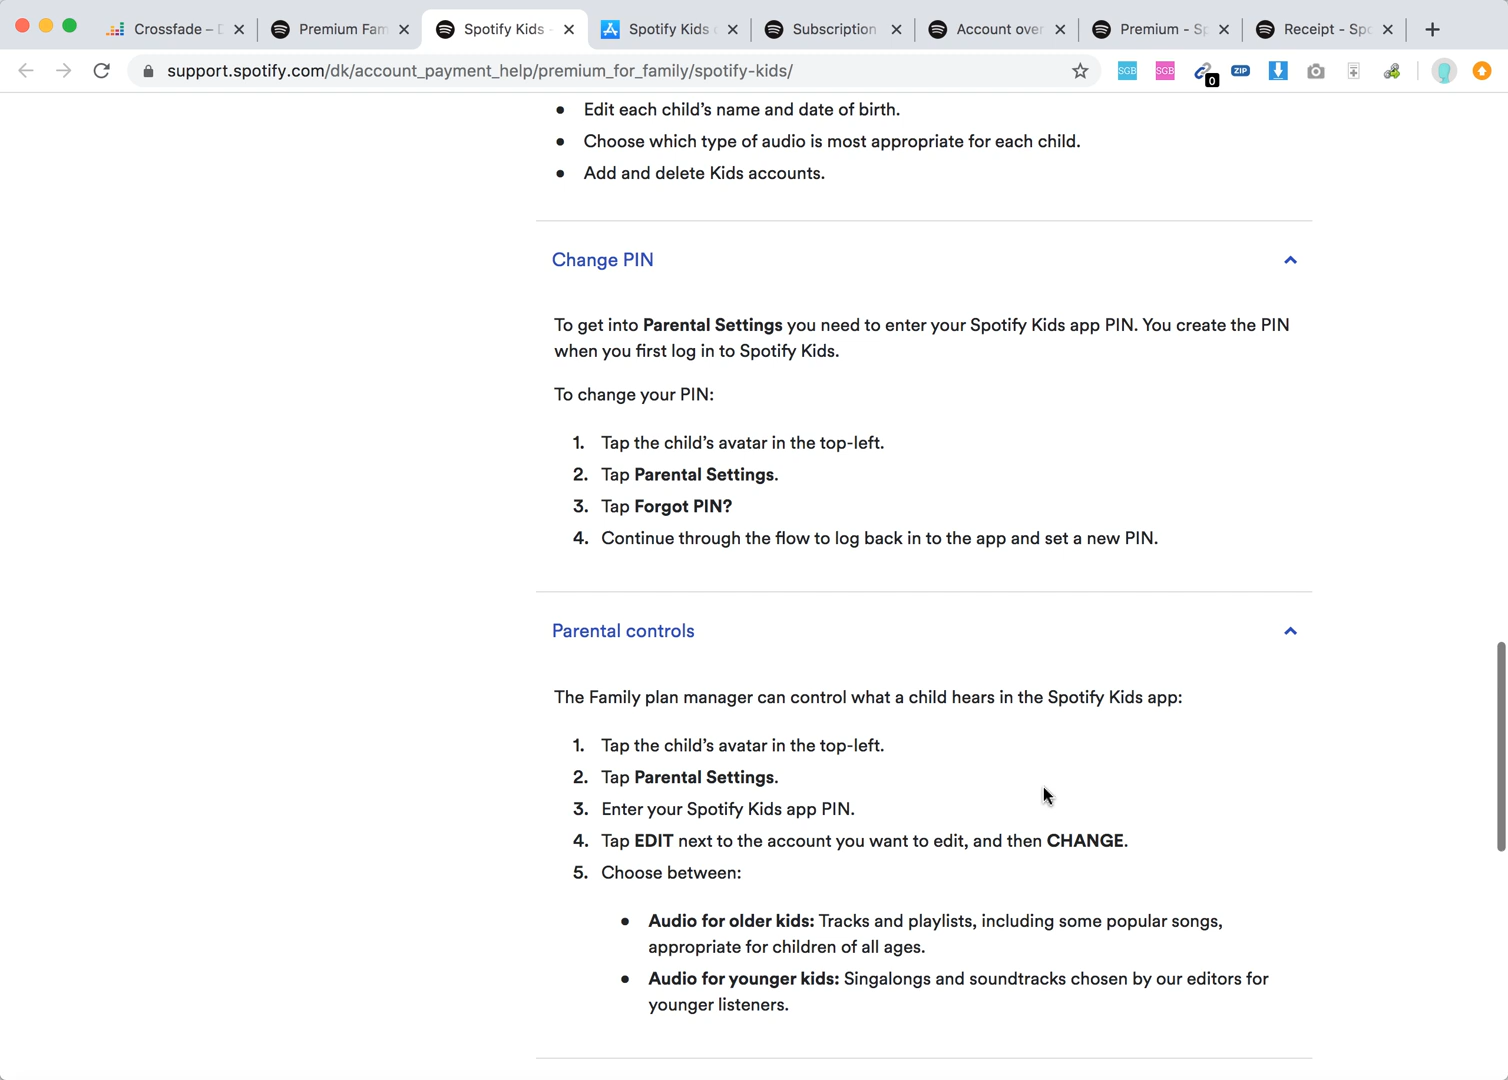 Crossfade – D
Premium Fam
Spotify Kids -
Spotify Kids o
Subscription
Account over
Premium - Sp
Receipt - Spo
support.spotify.com/dk/account_payment_help/premium_for_family/spotify-kids/
SGB
SGB
0
ZIP
• Edit each child’s name and date of birth.
• Choose which type of audio is most appropriate for each child.
• Add and delete Kids accounts.
Change PIN
To get into Parental Settings you need to enter your Spotify Kids app PIN. You create the PIN
when you first log in to Spotify Kids.
To change your PIN:
1. Tap the child’s avatar in the top-left.
2. Tap Parental Settings.
3. Tap Forgot PIN?
4. Continue through the flow to log back in to the app and set a new PIN.
Parental controls
The Family plan manager can control what a child hears in the Spotify Kids app:
1. Tap the child’s avatar in the top-left.
2. Tap Parental Settings.
3. Enter your Spotify Kids app PIN.
4. Tap EDIT next to the account you want to edit, and then CHANGE.
5. Choose between:
• Audio for older kids: Tracks and playlists, including some popular songs,
appropriate for children of all ages.
• Audio for younger kids: Singalongs and soundtracks chosen by our editors for
younger listeners.